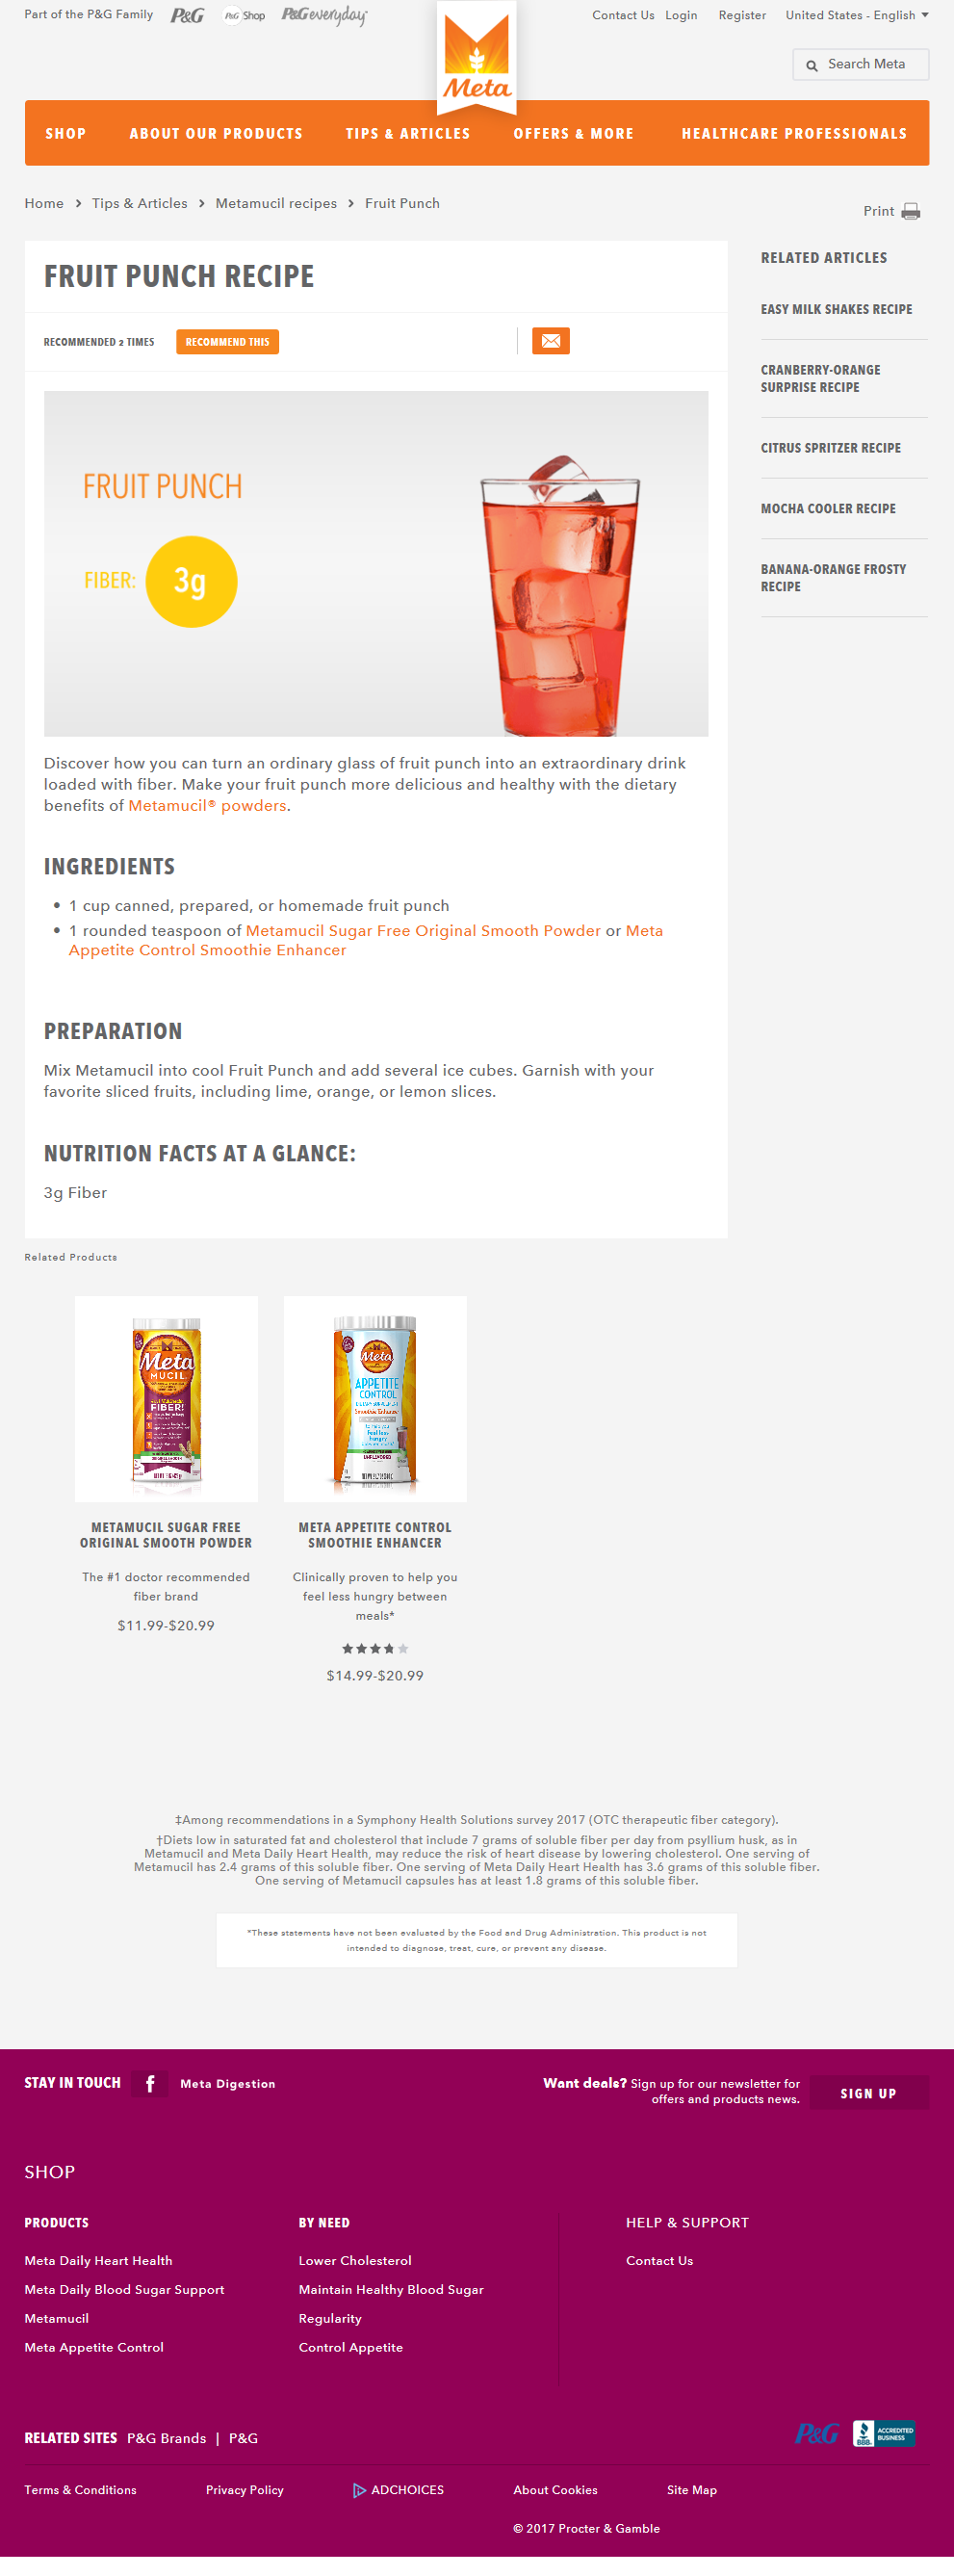 Part of the P&G Family P&G P&G Shop P&G everyday
Contact Us Login Register United States - English
Meta
Search Meta
SHOP ABOUT OUR PRODUCTS TIPS & ARTICLES OFFERS & MORE HEALTHCARE PROFESSIONALS
Home > Tips & Articles > Metamucil recipes > Fruit Punch
Print
FRUIT PUNCH RECIPE
RECOMMENDED 2 TIMES RECOMMEND THIS
FRUIT PUNCH
FIBER: 3g
Discover how you can turn an ordinary glass of fruit punch into an extraordinary drink
loaded with fiber. Make your fruit punch more delicious and healthy with the dietary
benefits of Metamucil® powders.
INGREDIENTS
• 1 cup canned, prepared, or homemade fruit punch
• 1 rounded teaspoon of Metamucil Sugar Free Original Smooth Powder or Meta
Appetite Control Smoothie Enhancer
PREPARATION
Mix Metamucil into cool Fruit Punch and add several ice cubes. Garnish with your
favorite sliced fruits, including lime, orange, or lemon slices.
NUTRITION FACTS AT A GLANCE:
3g Fiber
RELATED ARTICLES
EASY MILK SHAKES RECIPE
CRANBERRY-ORANGE
SURPRISE RECIPE
CITRUS SPRITZER RECIPE
MOCHA COOLER RECIPE
BANANA-ORANGE FROSTY
RECIPE
Related Products
Meta
MUCIL
FIBER!
METAMUCIL SUGAR FREE
ORIGINAL SMOOTH POWDER
The #1 doctor recommended
fiber brand
$11.99-$20.99
Meta
APPETITE
CONTROL
Smoothie Enhancer
feel less
hungry
UNFLAVORED
META APPETITE CONTROL
SMOOTHIE ENHANCER
Clinically proven to help you
feel less hungry between
meals*
$14.99-$20.99
‡Among recommendations in a Symphony Health Solutions survey 2017 (OTC therapeutic fiber category).
†Diets low in saturated fat and cholesterol that include 7 grams of soluble fiber per day from psyllium husk, as in
Metamucil and Meta Daily Heart Health, may reduce the risk of heart disease by lowering cholesterol. One serving of
Metamucil has 2.4 grams of this soluble fiber. One serving of Meta Daily Heart Health has 3.6 grams of this soluble fiber.
One serving of Metamucil capsules has at least 1.8 grams of this soluble fiber.
*These statements have not been evaluated by the Food and Drug Administration. This product is not
intended to diagnose, treat, cure, or prevent any disease.
STAY IN TOUCH f Meta Digestion
Want deals? Sign up for our newsletter for
offers and products news.
SIGN UP
SHOP
PRODUCTS
Meta Daily Heart Health
Meta Daily Blood Sugar Support
Metamucil
Meta Appetite Control
BY NEED
Lower Cholesterol
Maintain Healthy Blood Sugar
Regularity
Control Appetite
HELP & SUPPORT
Contact Us
RELATED SITES P&G Brands | P&G
P&G
BBB
ACCREDITED
BUSINESS
Terms & Conditions Privacy Policy ADCHOICES About Cookies Site Map
© 2017 Procter & Gamble